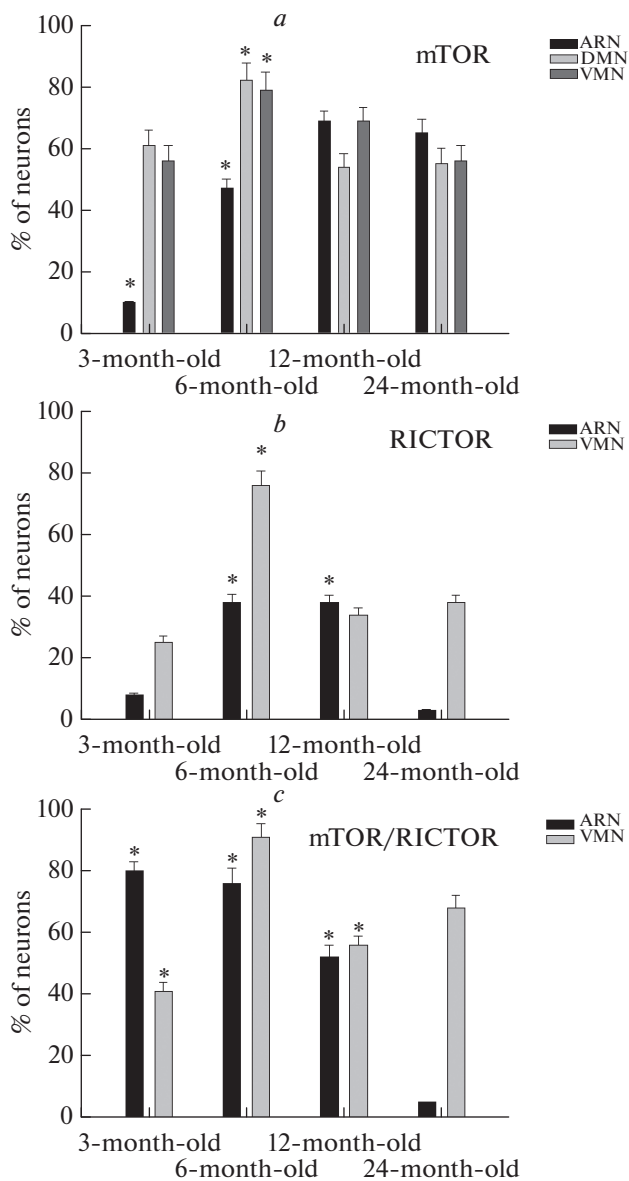 a
mTOR
ARN
DMN
VMN
% of neurons
100
80
60
40
20
0
* * * *
3-month-old
6-month-old
12-month-old
24-month-old
b
RICTOR
ARN
VMN
% of neurons
100
80
60
40
20
0
* * *
3-month-old
6-month-old
12-month-old
24-month-old
c
mTOR/RICTOR
ARN
VMN
% of neurons
100
80
60
40
20
0
* * * * * *
3-month-old
6-month-old
12-month-old
24-month-old